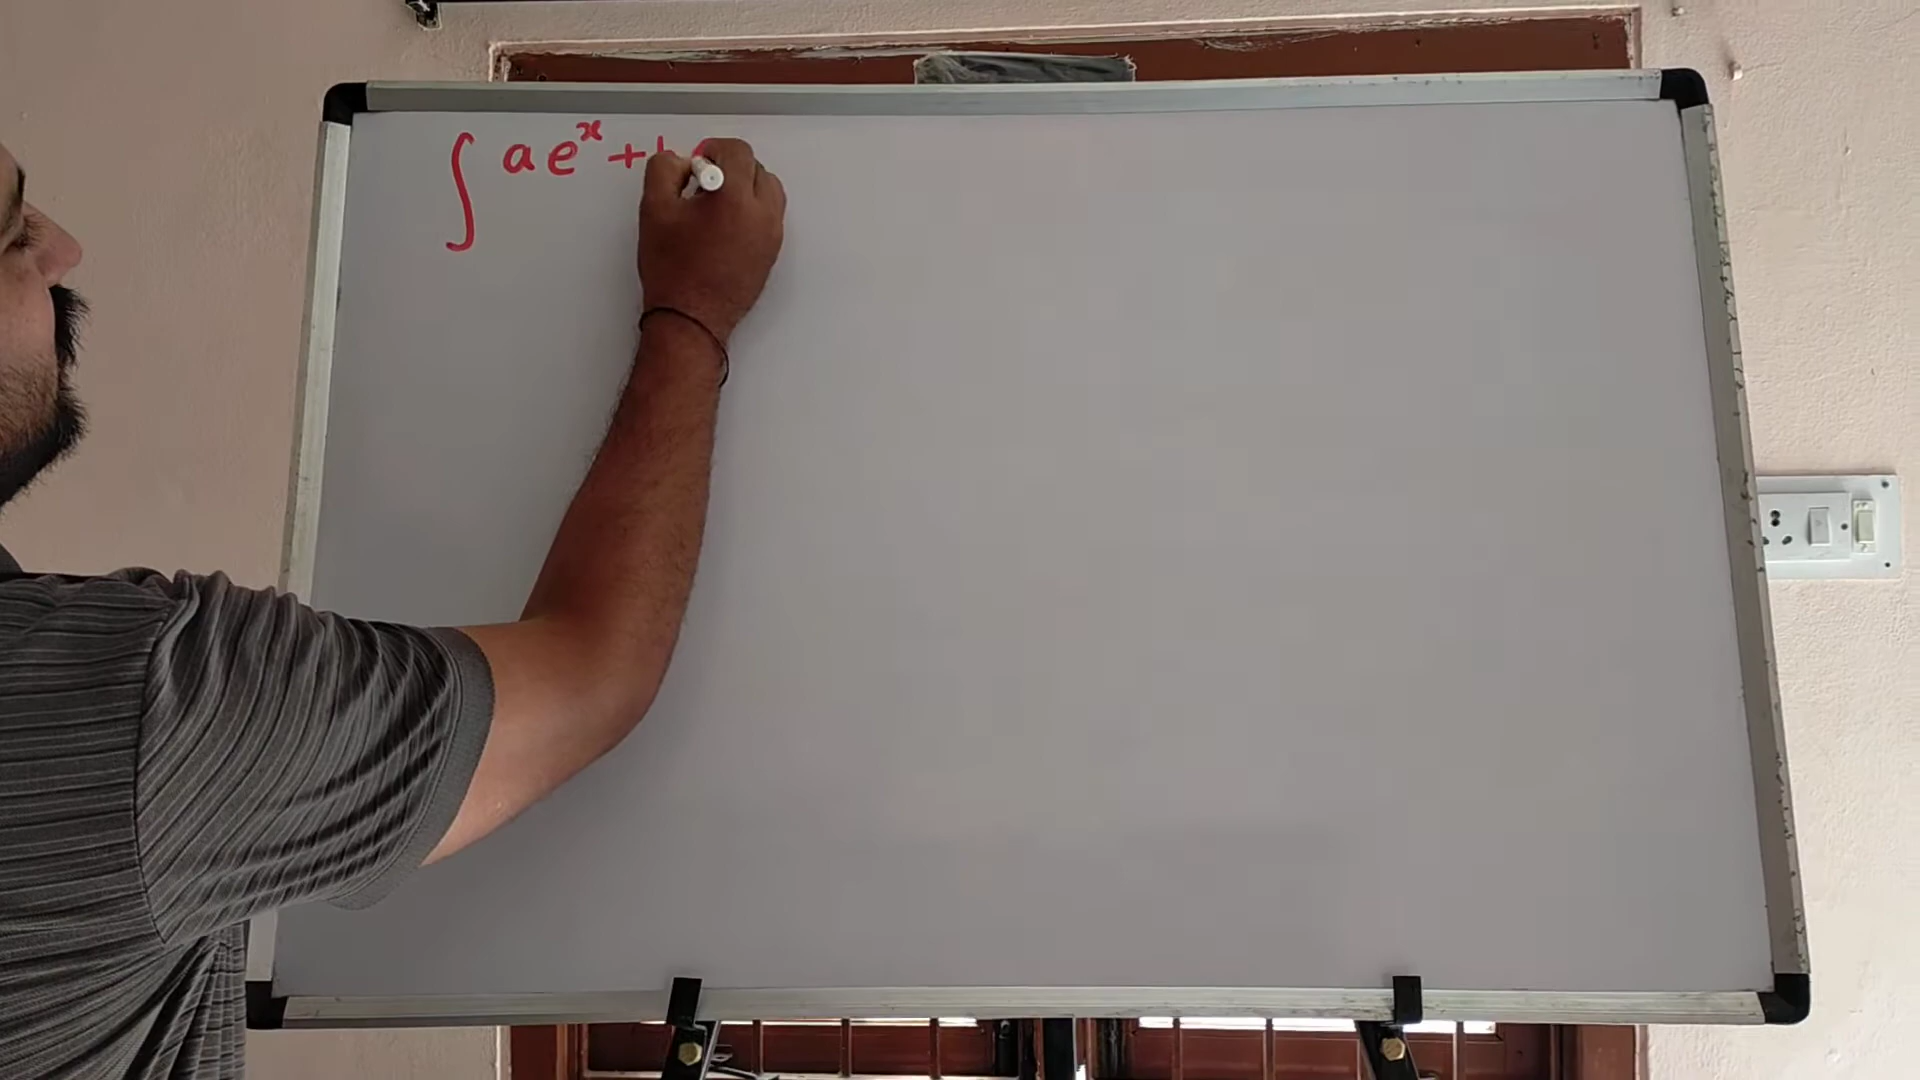 ∫ a e^x +